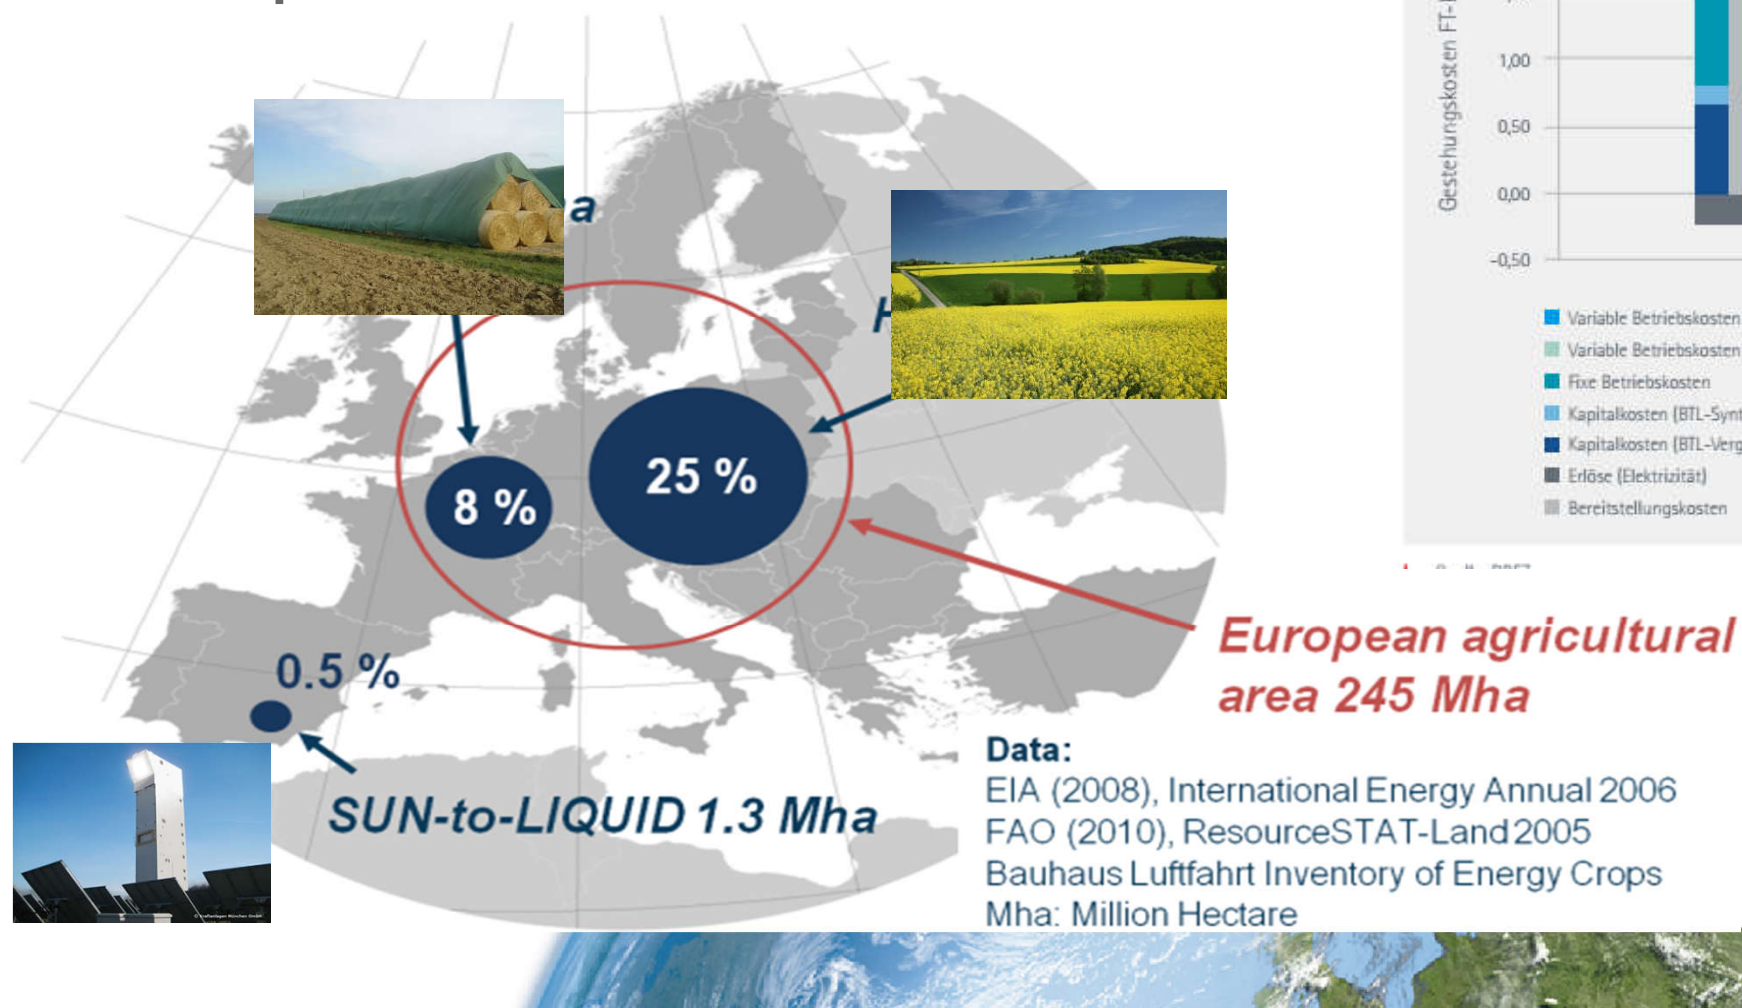 a
H
8 %
25 %
0.5 %
SUN-to-LIQUID 1.3 Mha
European agricultural
area 245 Mha
Data:
EIA (2008), International Energy Annual 2006
FAO (2010), ResourceSTAT-Land 2005
Bauhaus Luftfahrt Inventory of Energy Crops
Mha: Million Hectare
© Kraftanlagen München GmbH
Gestehungskosten FT-
1,00
0,50
0,00
-0,50
Variable Betriebskosten
Variable Betriebskosten
Fixe Betriebskosten
Kapitalkosten (BTL-Synt
Kapitalkosten (BTL-Verg
Erlöse (Elektrizität)
Bereitstellungskosten